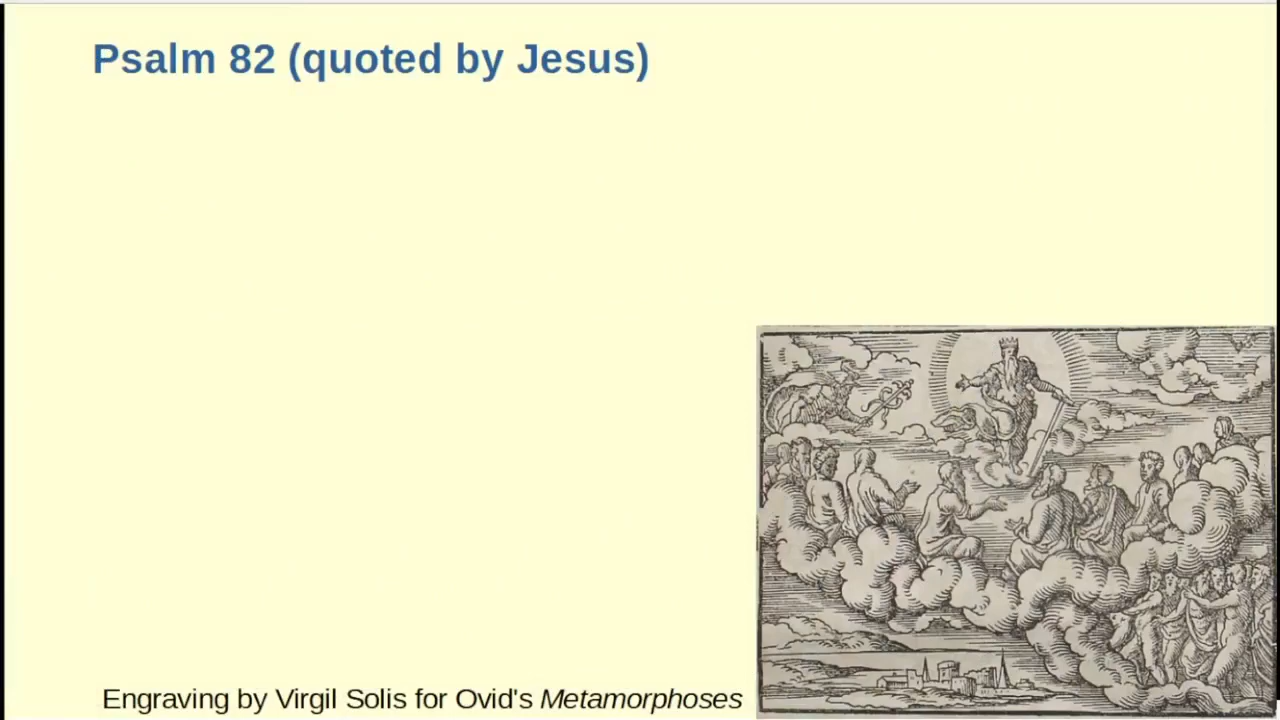 Psalm 82 (quoted by Jesus)
Engraving by Virgil Solis for Ovid's Metamorphoses